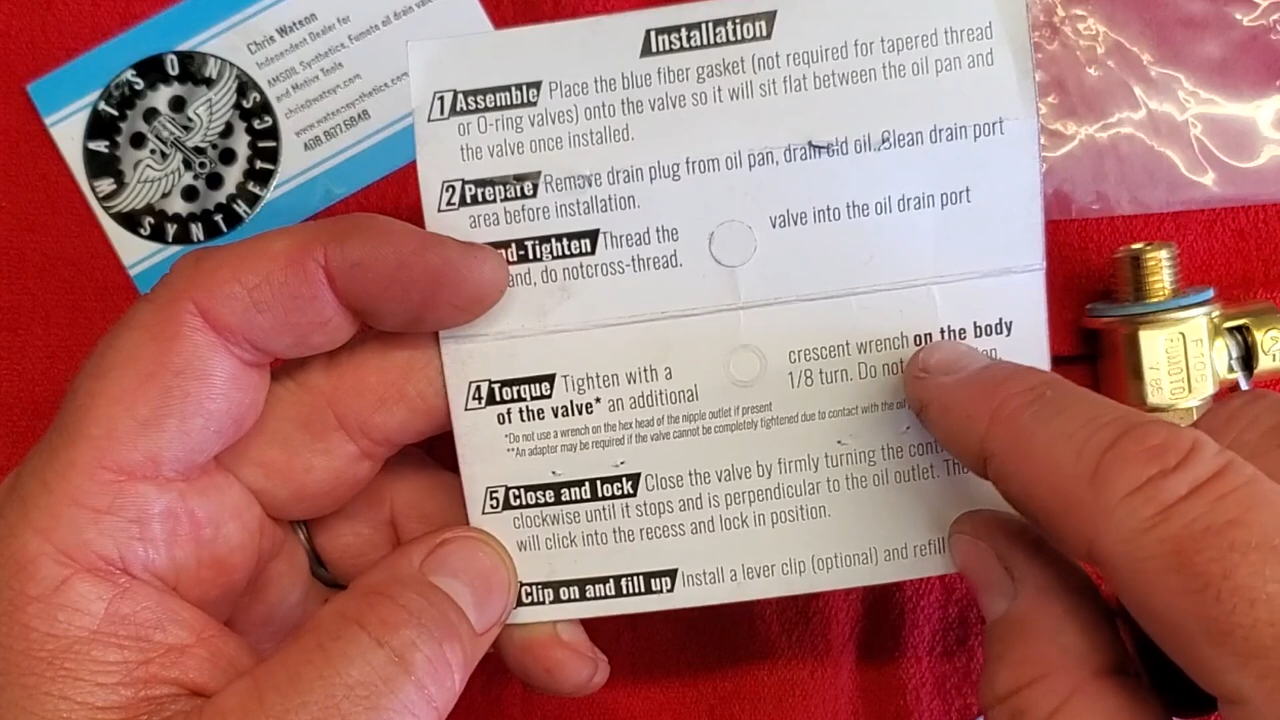 Chris Watson
Independent Dealer for
AMSOIL Synthetics, Fumoto oil drain
and Motive Tools
chris@watsyn.com
www.watsonsynthetics.com
408.807.6848
WATSON
SYNTHETICS
Installation
1 Assemble Place the blue fiber gasket (not required for tapered thread
or O-ring valves) onto the valve so it will sit flat between the oil pan and
the valve once installed.
2 Prepare Remove drain plug from oil pan, drain old oil. Clean drain port
area before installation.
nd-Tighten Thread the valve into the oil drain port
and, do notcross-thread.
4 Torque Tighten with a crescent wrench on the body
of the valve* an additional 1/8 turn. Do not
*Do not use a wrench on the hex head of the nipple outlet if present
**An adapter may be required if the valve cannot be completely tightened due to contact with the oil
5 Close and lock Close the valve by firmly turning the
clockwise until it stops and is perpendicular to the oil outlet.
will click into the recess and lock in position.
Clip on and fill up Install a lever clip (optional) and refill
FUMOTO
F106